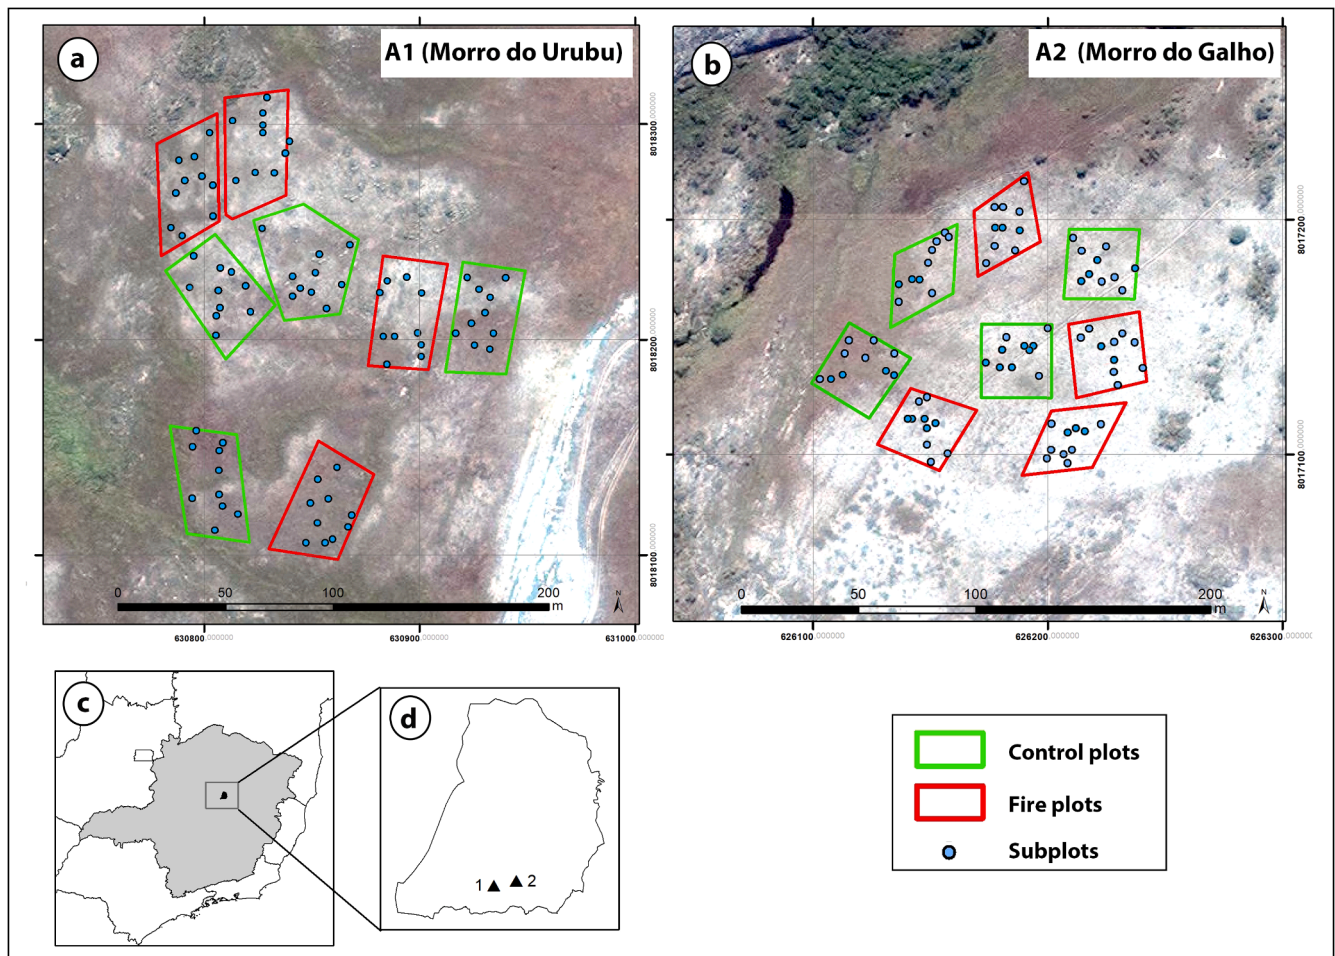 a
A1 (Morro do Urubu)
8018300.000000
8018200.000000
8018100.000000
0 50 100 200
m
N
630800.000000 630900.000000 631000.000000
b
A2 (Morro do Galho)
8017200.000000
8017100.000000
0 50 100 200
m
N
626100.000000 626200.000000 626300.000000
c
d
1 2
Control plots
Fire plots
Subplots